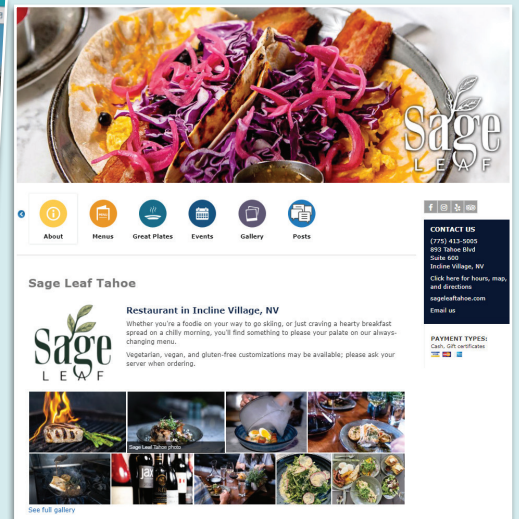 Sage
LEAF
About
Menus
Great Plates
Events
Gallery
Posts
CONTACT US
(775) 413-5005
893 Tahoe Blvd
Suite 600
Incline Village, NV
Click here for hours, map,
and directions
sageleaftahoe.com
Email us
PAYMENT TYPES:
Cash, Gift certificates
Sage Leaf Tahoe
Sage
LEAF
Restaurant in Incline Village, NV
Whether you're a foodie on your way to go skiing, or just craving a hearty breakfast
spread on a chilly morning, you'll find something to please your palate on our always-
changing menu.
Vegetarian, vegan, and gluten-free customizations may be available; please ask your
server when ordering.
Sage Leaf Tahoe photo
jax
See full gallery